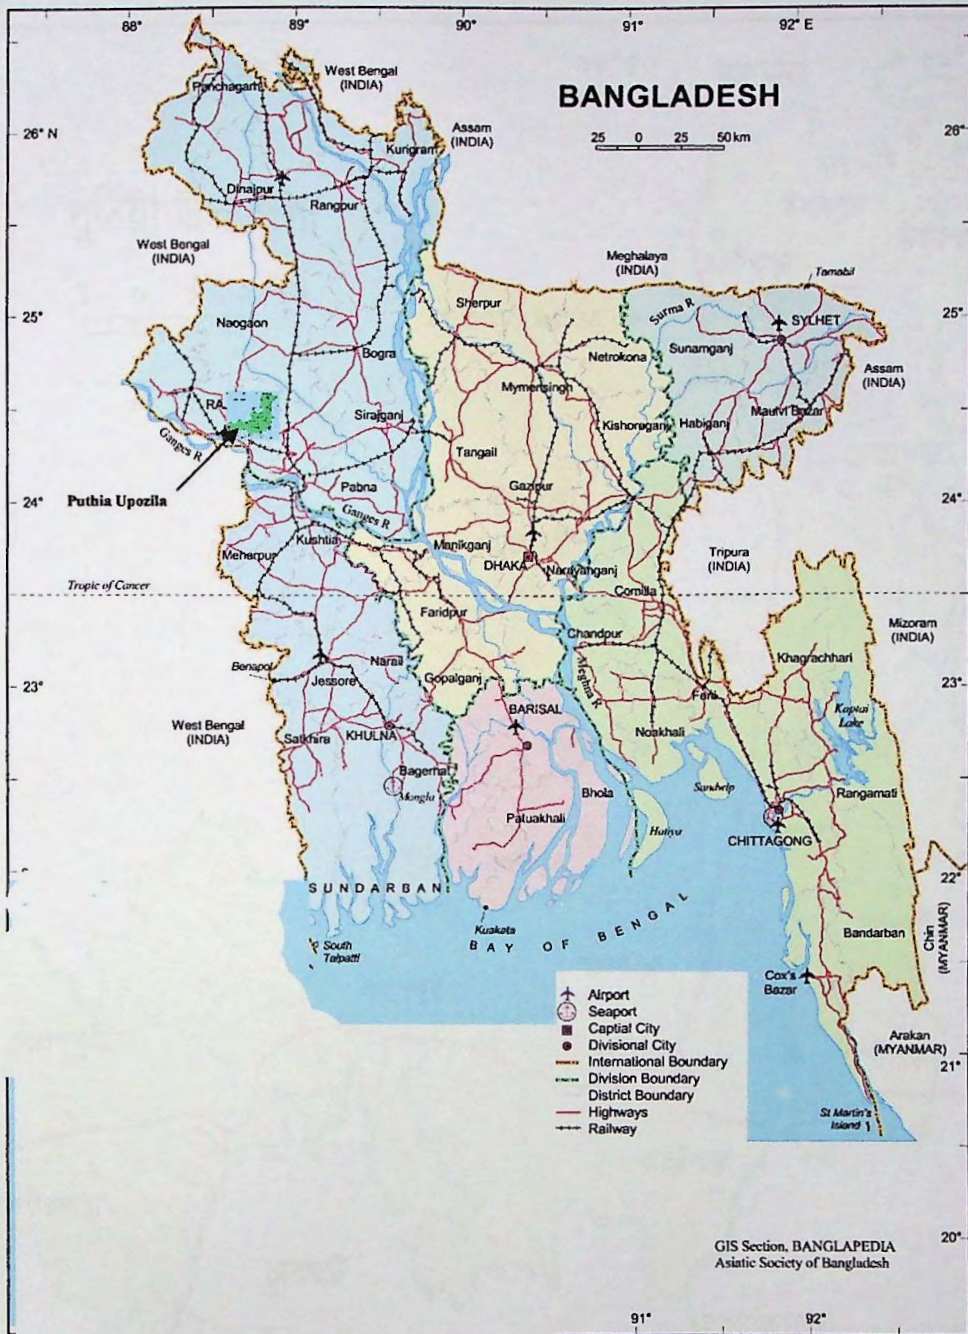 88° 89° 90° 91° 92° E
West Bengal
(INDIA)
Panchagarh
BANGLADESH
25 0 25 50 km
26° N
26°
Assam
(INDIA)
Kurigram
Dinajpur
Rangpur
West Bengal
(INDIA)
Meghalaya
(INDIA)
Tamabil
Sherpur
Surma R
25°
25°
Naogaon
SYLHET
Sunamganj
Bogra
Netrokona
Assam
(INDIA)
Mymensingh
RA
Sirajganj
Maulvi Bazar
Kishoreganj
Habiganj
Ganges R
Tangail
Puthia Upozila
Pabna
Gazipur
24°
24°
Ganges R
Kushtia
Manikganj
Meherpur
DHAKA
Narayanganj
Tripura
(INDIA)
Tropic of Cancer
Comilla
Faridpur
Mizoram
(INDIA)
Chandpur
Khagrachhari
Benapol
Narail
Meghna R
23°
Jessore
Gopalganj
Feni
23°
BARISAL
Kaptai
Lake
West Bengal
(INDIA)
Satkhira
KHULNA
Noakhali
Bagerhat
Sandwip
Mongla
Bhola
Rangamati
Patuakhali
Hatiya
CHITTAGONG
SUNDARBAN
22°
Kuakata
BAY OF BENGAL
Bandarban
Chin
(MYANMAR)
South
Talpatti
Cox's
Bazar
Airport
Seaport
Captial City
Divisional City
International Boundary
Division Boundary
District Boundary
Highways
Railway
Arakan
(MYANMAR)
21°
St Martin's
Island
20°
GIS Section, BANGLAPEDIA
Asiatic Society of Bangladesh
91° 92°